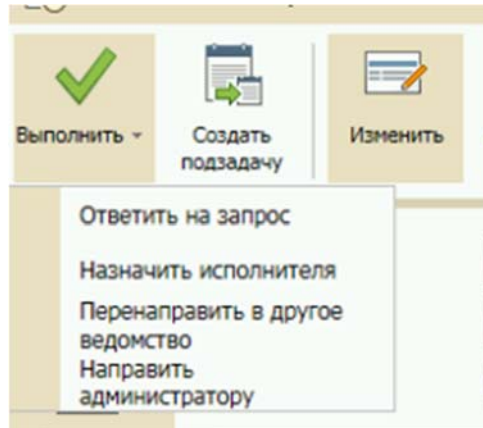 Выполнить
Создать
подзадачу
Изменить
Ответить на запрос
Назначить исполнителя
Перенаправить в другое
ведомство
Направить
администратору